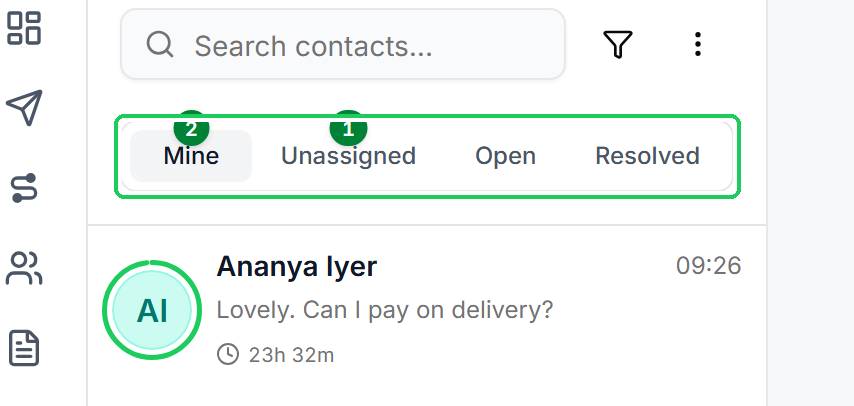 Search contacts...
2 1
Mine Unassigned Open Resolved
Ananya Iyer 09:26
AI Lovely. Can I pay on delivery?
23h 32m